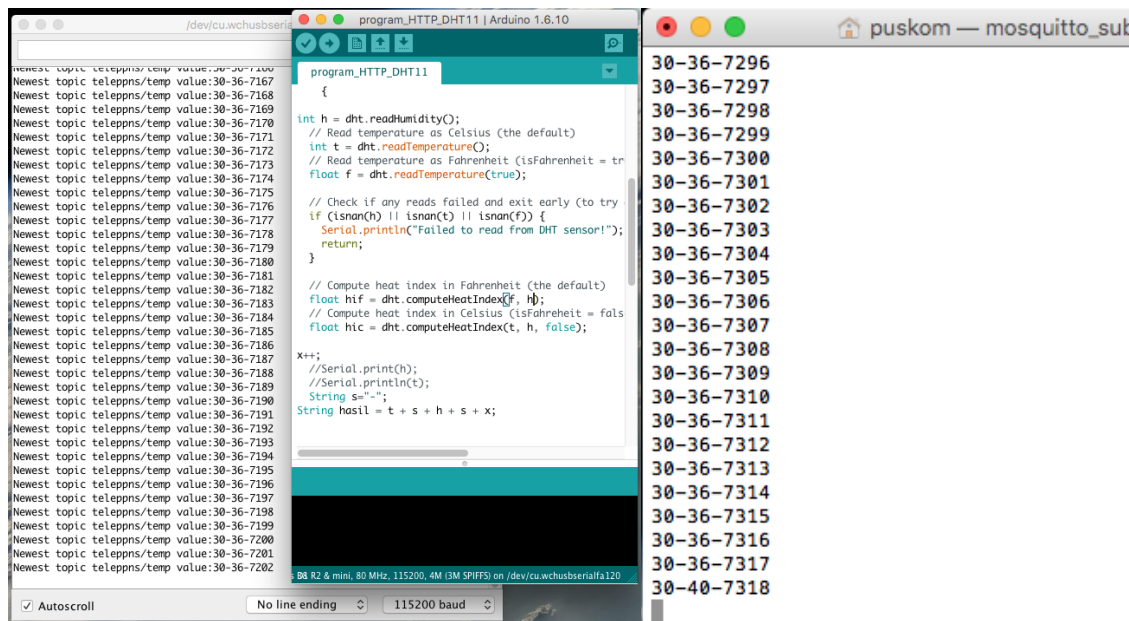 /dev/cu.wchusbseria
Newest topic teleppns/temp value:30-36-7166
Newest topic teleppns/temp value:30-36-7167
Newest topic teleppns/temp value:30-36-7168
Newest topic teleppns/temp value:30-36-7169
Newest topic teleppns/temp value:30-36-7170
Newest topic teleppns/temp value:30-36-7171
Newest topic teleppns/temp value:30-36-7172
Newest topic teleppns/temp value:30-36-7173
Newest topic teleppns/temp value:30-36-7174
Newest topic teleppns/temp value:30-36-7175
Newest topic teleppns/temp value:30-36-7176
Newest topic teleppns/temp value:30-36-7177
Newest topic teleppns/temp value:30-36-7178
Newest topic teleppns/temp value:30-36-7179
Newest topic teleppns/temp value:30-36-7180
Newest topic teleppns/temp value:30-36-7181
Newest topic teleppns/temp value:30-36-7182
Newest topic teleppns/temp value:30-36-7183
Newest topic teleppns/temp value:30-36-7184
Newest topic teleppns/temp value:30-36-7185
Newest topic teleppns/temp value:30-36-7186
Newest topic teleppns/temp value:30-36-7187
Newest topic teleppns/temp value:30-36-7188
Newest topic teleppns/temp value:30-36-7189
Newest topic teleppns/temp value:30-36-7190
Newest topic teleppns/temp value:30-36-7191
Newest topic teleppns/temp value:30-36-7192
Newest topic teleppns/temp value:30-36-7193
Newest topic teleppns/temp value:30-36-7194
Newest topic teleppns/temp value:30-36-7195
Newest topic teleppns/temp value:30-36-7196
Newest topic teleppns/temp value:30-36-7197
Newest topic teleppns/temp value:30-36-7198
Newest topic teleppns/temp value:30-36-7199
Newest topic teleppns/temp value:30-36-7200
Newest topic teleppns/temp value:30-36-7201
Newest topic teleppns/temp value:30-36-7202
Autoscroll
No line ending
115200 baud
program_HTTP_DHT11 | Arduino 1.6.10
program_HTTP_DHT11
{
int h = dht.readHumidity();
// Read temperature as Celsius (the default)
int t = dht.readTemperature();
// Read temperature as Fahrenheit (isFahrenheit = tr
float f = dht.readTemperature(true);
// Check if any reads failed and exit early (to try
if (isnan(h) || isnan(t) || isnan(f)) {
Serial.println("Failed to read from DHT sensor!");
return;
}
// Compute heat index in Fahrenheit (the default)
float hif = dht.computeHeatIndex(f, h);
// Compute heat index in Celsius (isFahreheit = fals
float hic = dht.computeHeatIndex(t, h, false);
x++;
//Serial.print(h);
//Serial.println(t);
String s="-";
String hasil = t + s + h + s + x;
R2 & mini, 80 MHz, 115200, 4M (3M SPIFFS) on /dev/cu.wchusbserialfa120
puskom — mosquitto_sub
30-36-7296
30-36-7297
30-36-7298
30-36-7299
30-36-7300
30-36-7301
30-36-7302
30-36-7303
30-36-7304
30-36-7305
30-36-7306
30-36-7307
30-36-7308
30-36-7309
30-36-7310
30-36-7311
30-36-7312
30-36-7313
30-36-7314
30-36-7315
30-36-7316
30-36-7317
30-40-7318